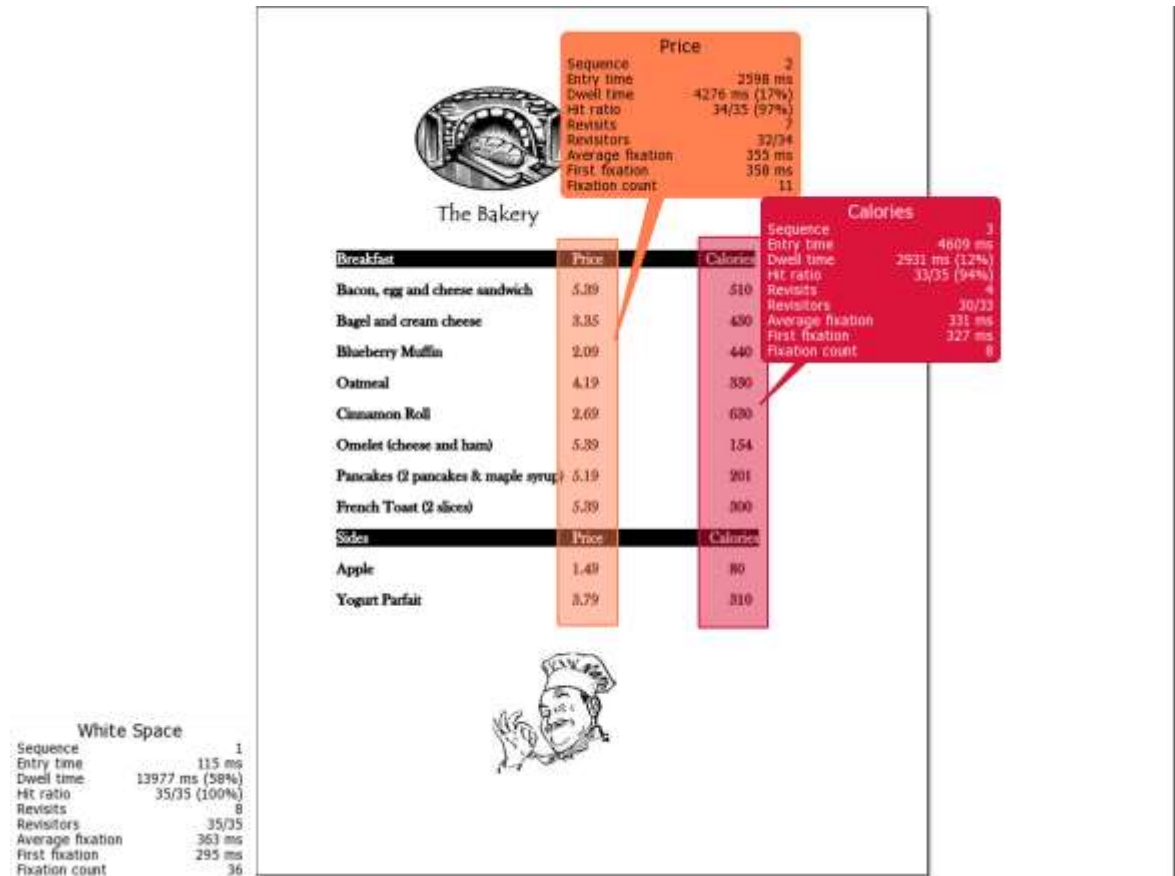 Price
Sequence 2
Entry time 2598 ms
Dwell time 4276 ms (17%)
Hit ratio 34/35 (97%)
Revisits 7
Revisitors 32/34
Average fixation 355 ms
First fixation 358 ms
Fixation count 11
The Bakery
Calories
Sequence 3
Entry time 4609 ms
Dwell time 2931 ms (12%)
Hit ratio 33/35 (94%)
Revisits 4
Revisitors 30/33
Average fixation 331 ms
First fixation 327 ms
Fixation count 8
Breakfast Price Calories
Bacon, egg and cheese sandwich 5.39 510
Bagel and cream cheese 3.35 430
Blueberry Muffin 2.09 440
Oatmeal 4.19 330
Cinnamon Roll 2.69 630
Omelet (cheese and ham) 5.39 154
Pancakes (2 pancakes & maple syrup) 5.19 201
French Toast (2 slices) 5.39 300
Sides Price Calories
Apple 1.49 80
Yogurt Parfait 3.79 310
White Space
Sequence 1
Entry time 115 ms
Dwell time 13977 ms (58%)
Hit ratio 35/35 (100%)
Revisits 8
Revisitors 35/35
Average fixation 363 ms
First fixation 295 ms
Fixation count 36